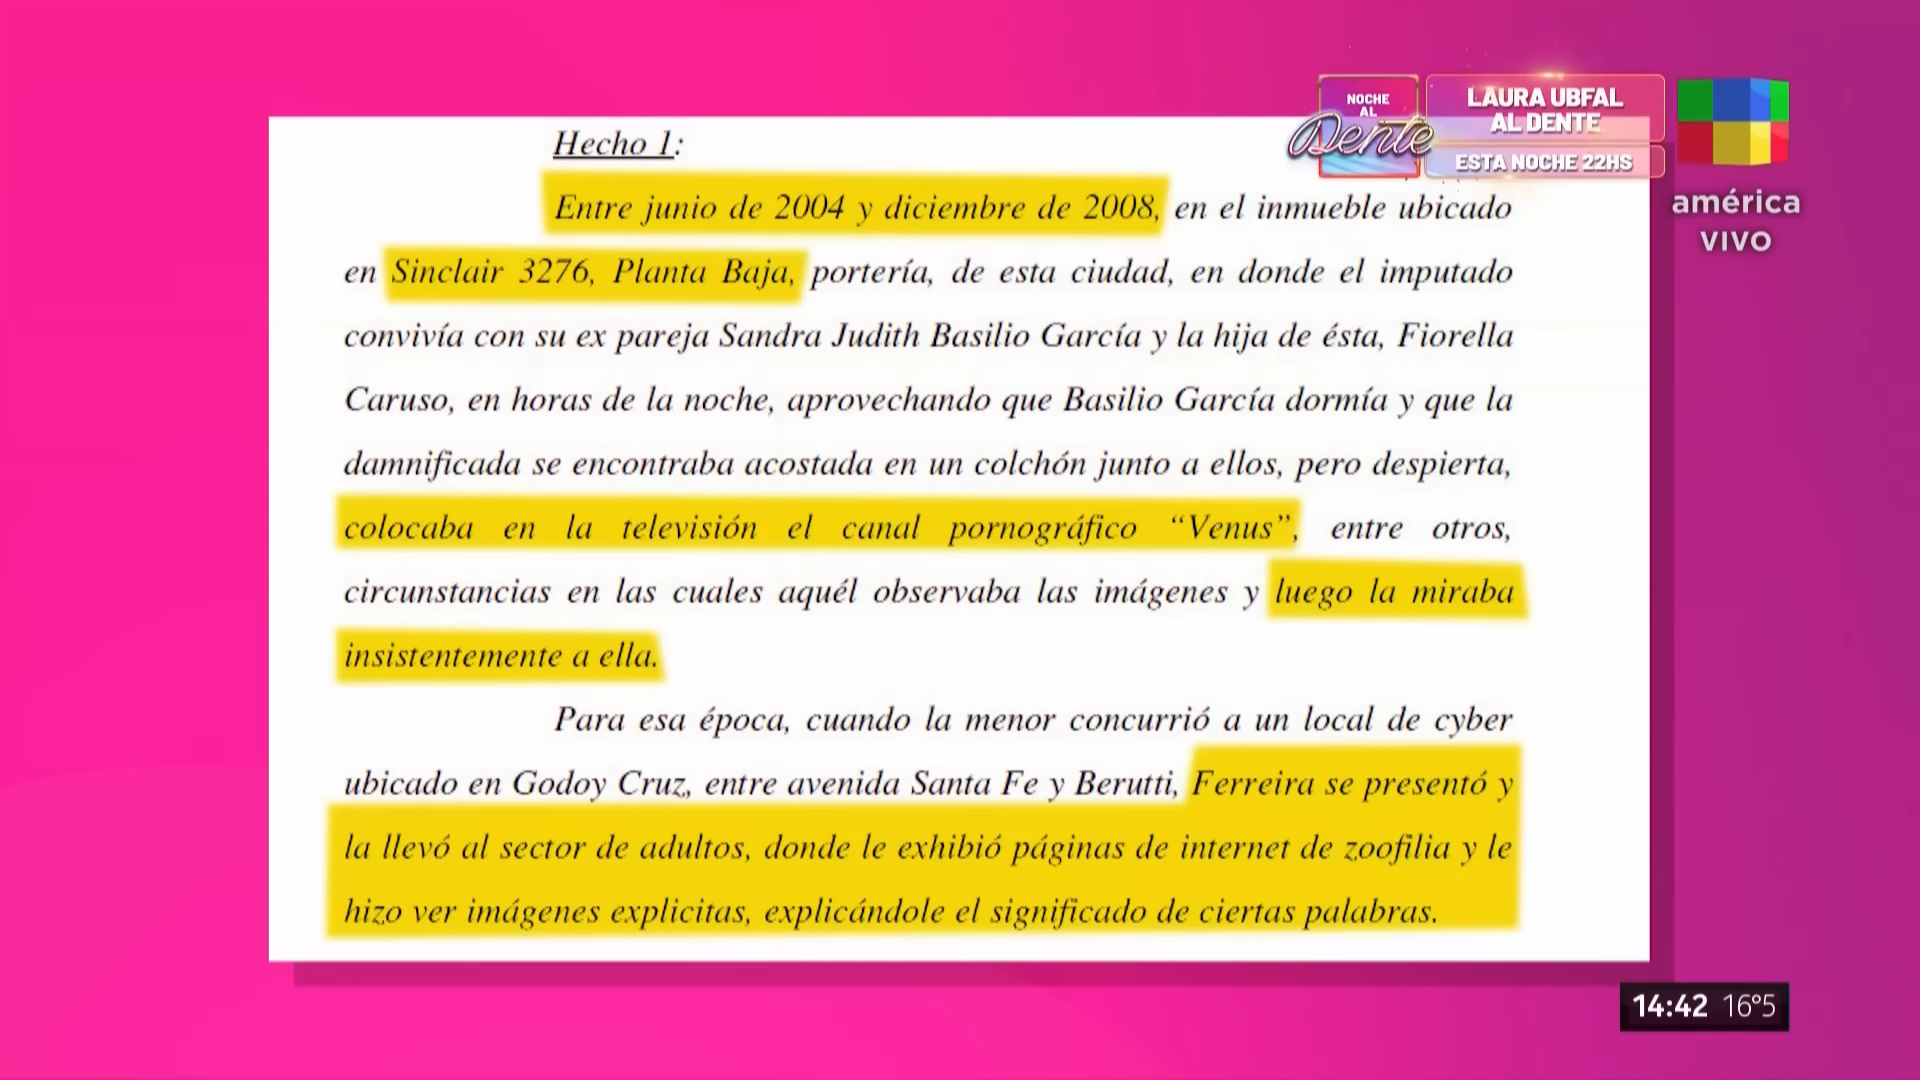 NOCHE
AL
Dente
LAURA UBFAL
AL DENTE
ESTA NOCHE 22HS
américa
VIVO
Hecho 1:
Entre junio de 2004 y diciembre de 2008, en el inmueble ubicado
en Sinclair 3276, Planta Baja, portería, de esta ciudad, en donde el imputado
convivía con su ex pareja Sandra Judith Basilio García y la hija de ésta, Fiorella
Caruso, en horas de la noche, aprovechando que Basilio García dormía y que la
damnificada se encontraba acostada en un colchón junto a ellos, pero despierta,
colocaba en la televisión el canal pornográfico “Venus”, entre otros,
circunstancias en las cuales aquél observaba las imágenes y luego la miraba
insistentemente a ella.
Para esa época, cuando la menor concurrió a un local de cyber
ubicado en Godoy Cruz, entre avenida Santa Fe y Berutti, Ferreira se presentó y
la llevó al sector de adultos, donde le exhibió páginas de internet de zoofilia y le
hizo ver imágenes explicitas, explicándole el significado de ciertas palabras.
14:42 16°5